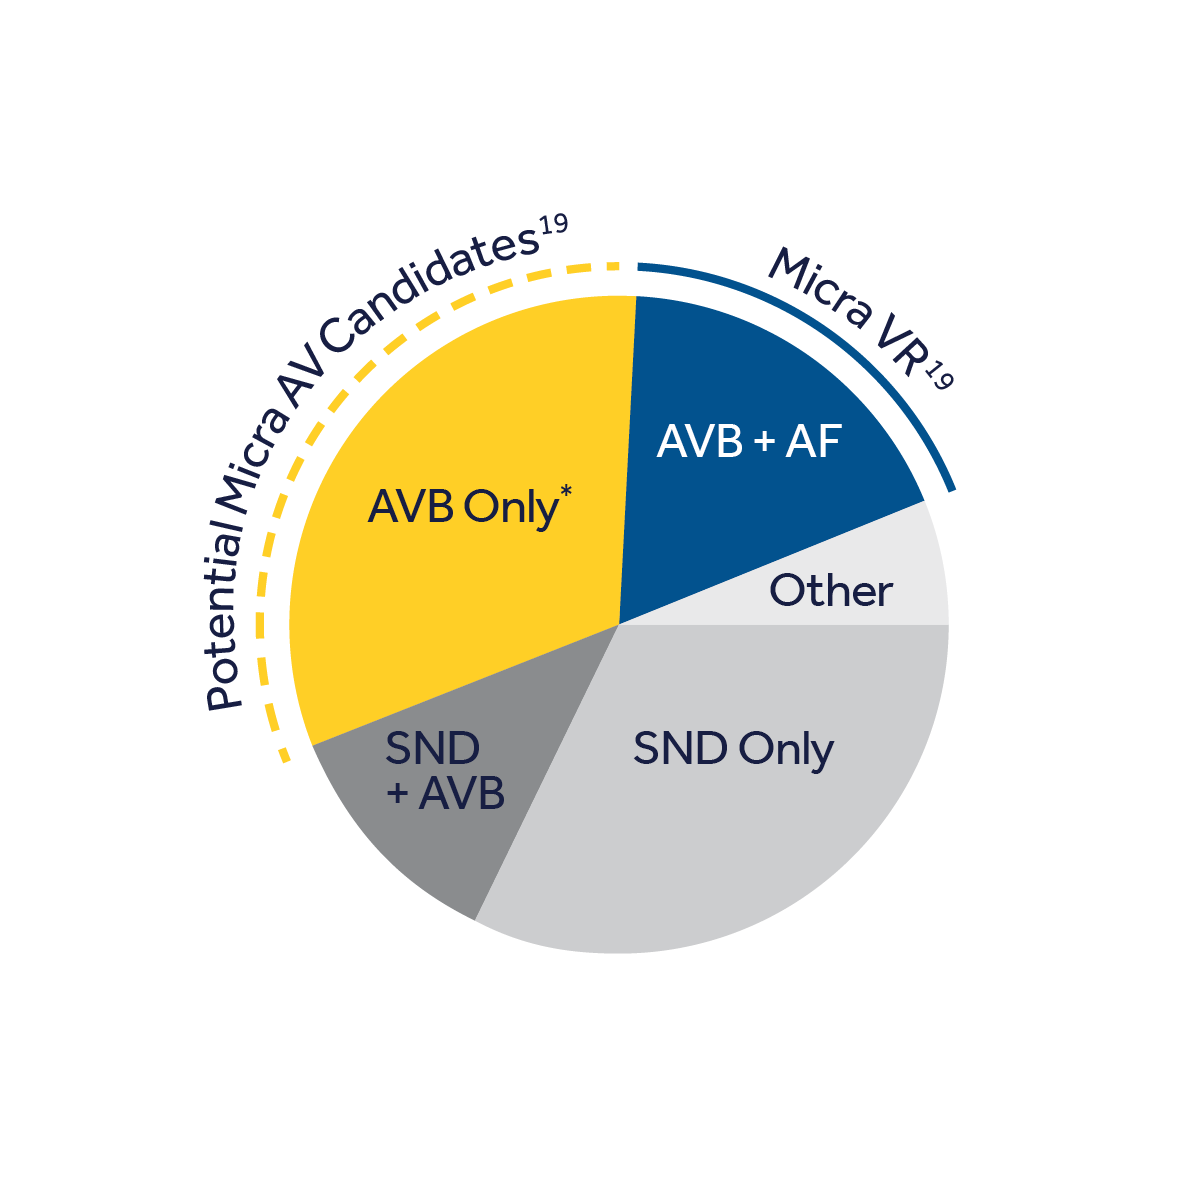 Potential Micra AV Candidates19
Micra VR19
AVB + AF
AVB Only*
Other
SND
+ AVB
SND Only